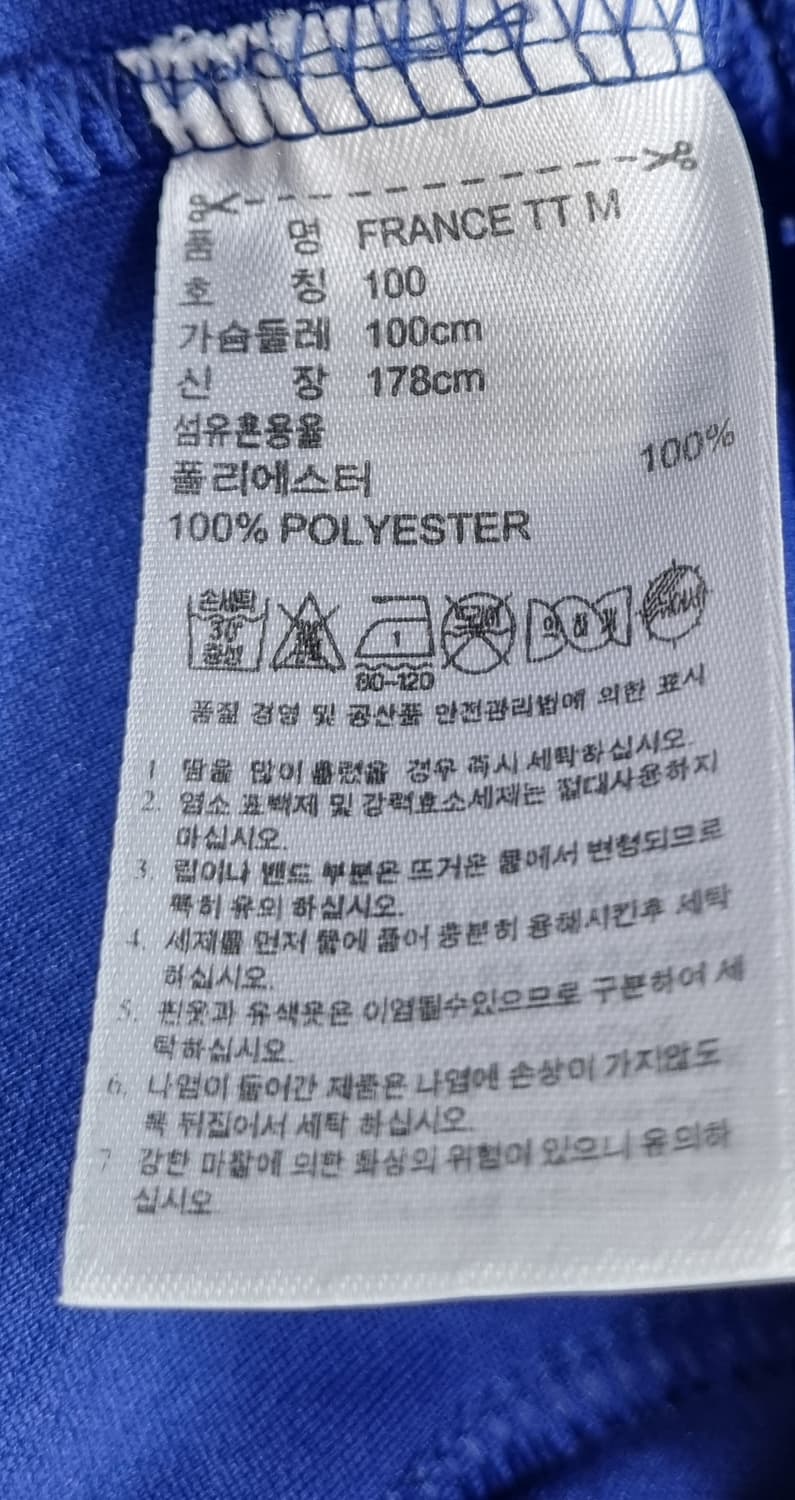 품 명 FRANCE TT M
호 칭 100
가슴둘레 100cm
신 장 178cm
섬유혼용율
폴리에스터 100%
100% POLYESTER
손세탁
30°
중성
1
80~120
품질 경영 및 공산품 안전관리법에 의한 표시
1 땀을 많이 흘렸을 경우 즉시 세탁하십시오.
2. 염소 표백제 및 강력효소세제는 절대사용하지
마십시오.
3. 립이나 밴드 부분은 뜨거운 물에서 변형되므로
특히 유의 하십시오.
4. 세제를 먼저 물에 풀어 충분히 용해시킨후 세탁
하십시오.
5. 흰옷과 유색옷은 이염될수있으므로 구분하여 세
탁하십시오.
6. 나염이 들어간 제품은 나염에 손상이 가지않도
록 뒤집어서 세탁 하십시오.
7 강한 마찰에 의한 화상의 위험이 있으니 유의하
십시오